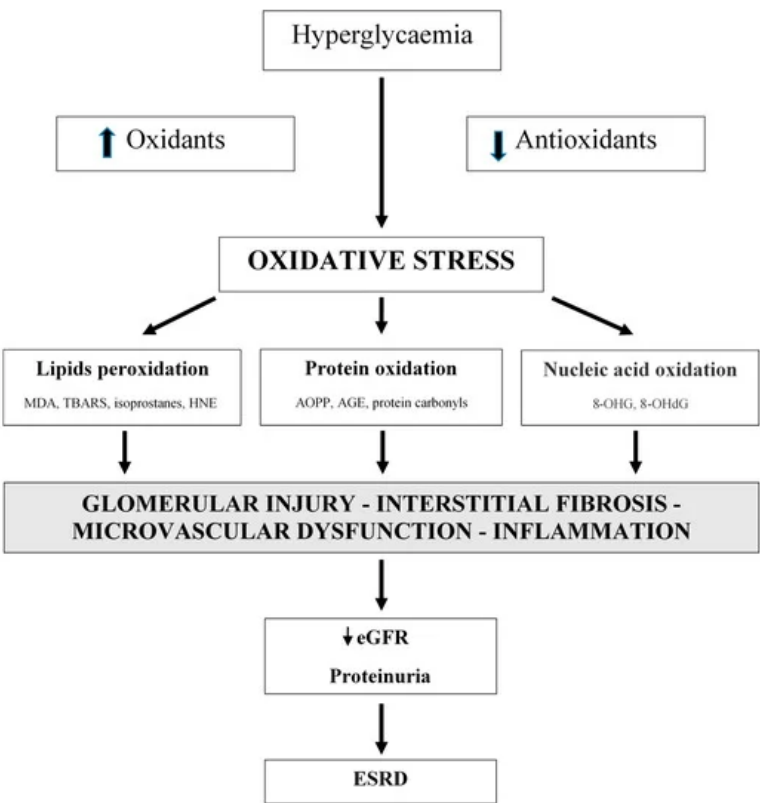 Hyperglycaemia
Oxidants
Antioxidants
OXIDATIVE STRESS
Lipids peroxidation
MDA, TBARS, isoprostanes, HNE
Protein oxidation
AOPP, AGE, protein carbonyls
Nucleic acid oxidation
8-OHG, 8-OHdG
GLOMERULAR INJURY - INTERSTITIAL FIBROSIS -
MICROVASCULAR DYSFUNCTION - INFLAMMATION
eGFR
Proteinuria
ESRD